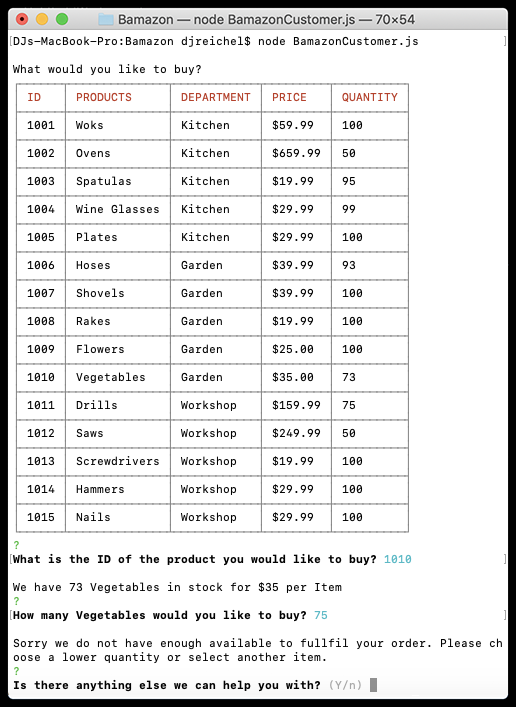 Bamazon — node BamazonCustomer.js — 70×54
[DJs-MacBook-Pro:Bamazon djreichel$ node BamazonCustomer.js ]
What would you like to buy?
ID PRODUCTS DEPARTMENT PRICE QUANTITY
1001 Woks Kitchen $59.99 100
1002 Ovens Kitchen $659.99 50
1003 Spatulas Kitchen $19.99 95
1004 Wine Glasses Kitchen $29.99 99
1005 Plates Kitchen $29.99 100
1006 Hoses Garden $39.99 93
1007 Shovels Garden $39.99 100
1008 Rakes Garden $19.99 100
1009 Flowers Garden $25.00 100
1010 Vegetables Garden $35.00 73
1011 Drills Workshop $159.99 75
1012 Saws Workshop $249.99 50
1013 Screwdrivers Workshop $19.99 100
1014 Hammers Workshop $29.99 100
1015 Nails Workshop $29.99 100
?
[What is the ID of the product you would like to buy? 1010 ]
We have 73 Vegetables in stock for $35 per Item
?
[How many Vegetables would you like to buy? 75 ]
Sorry we do not have enough available to fullfil your order. Please ch
oose a lower quantity or select another item.
?
Is there anything else we can help you with? (Y/n)